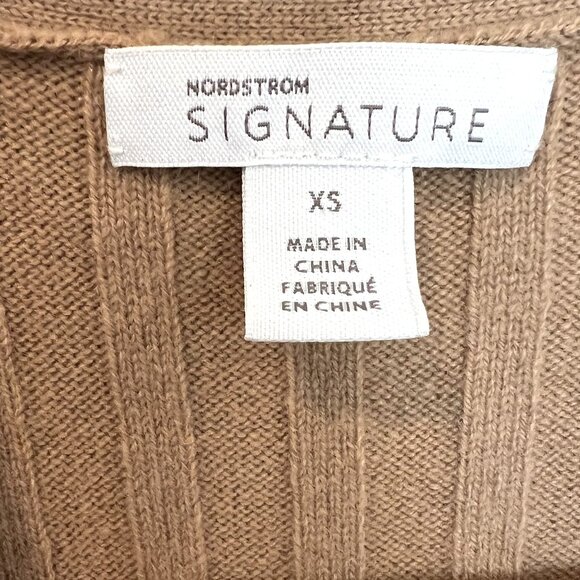 NORDSTROM
SIGNATURE
XS
MADE IN
CHINA
FABRIQUÉ
EN CHINE